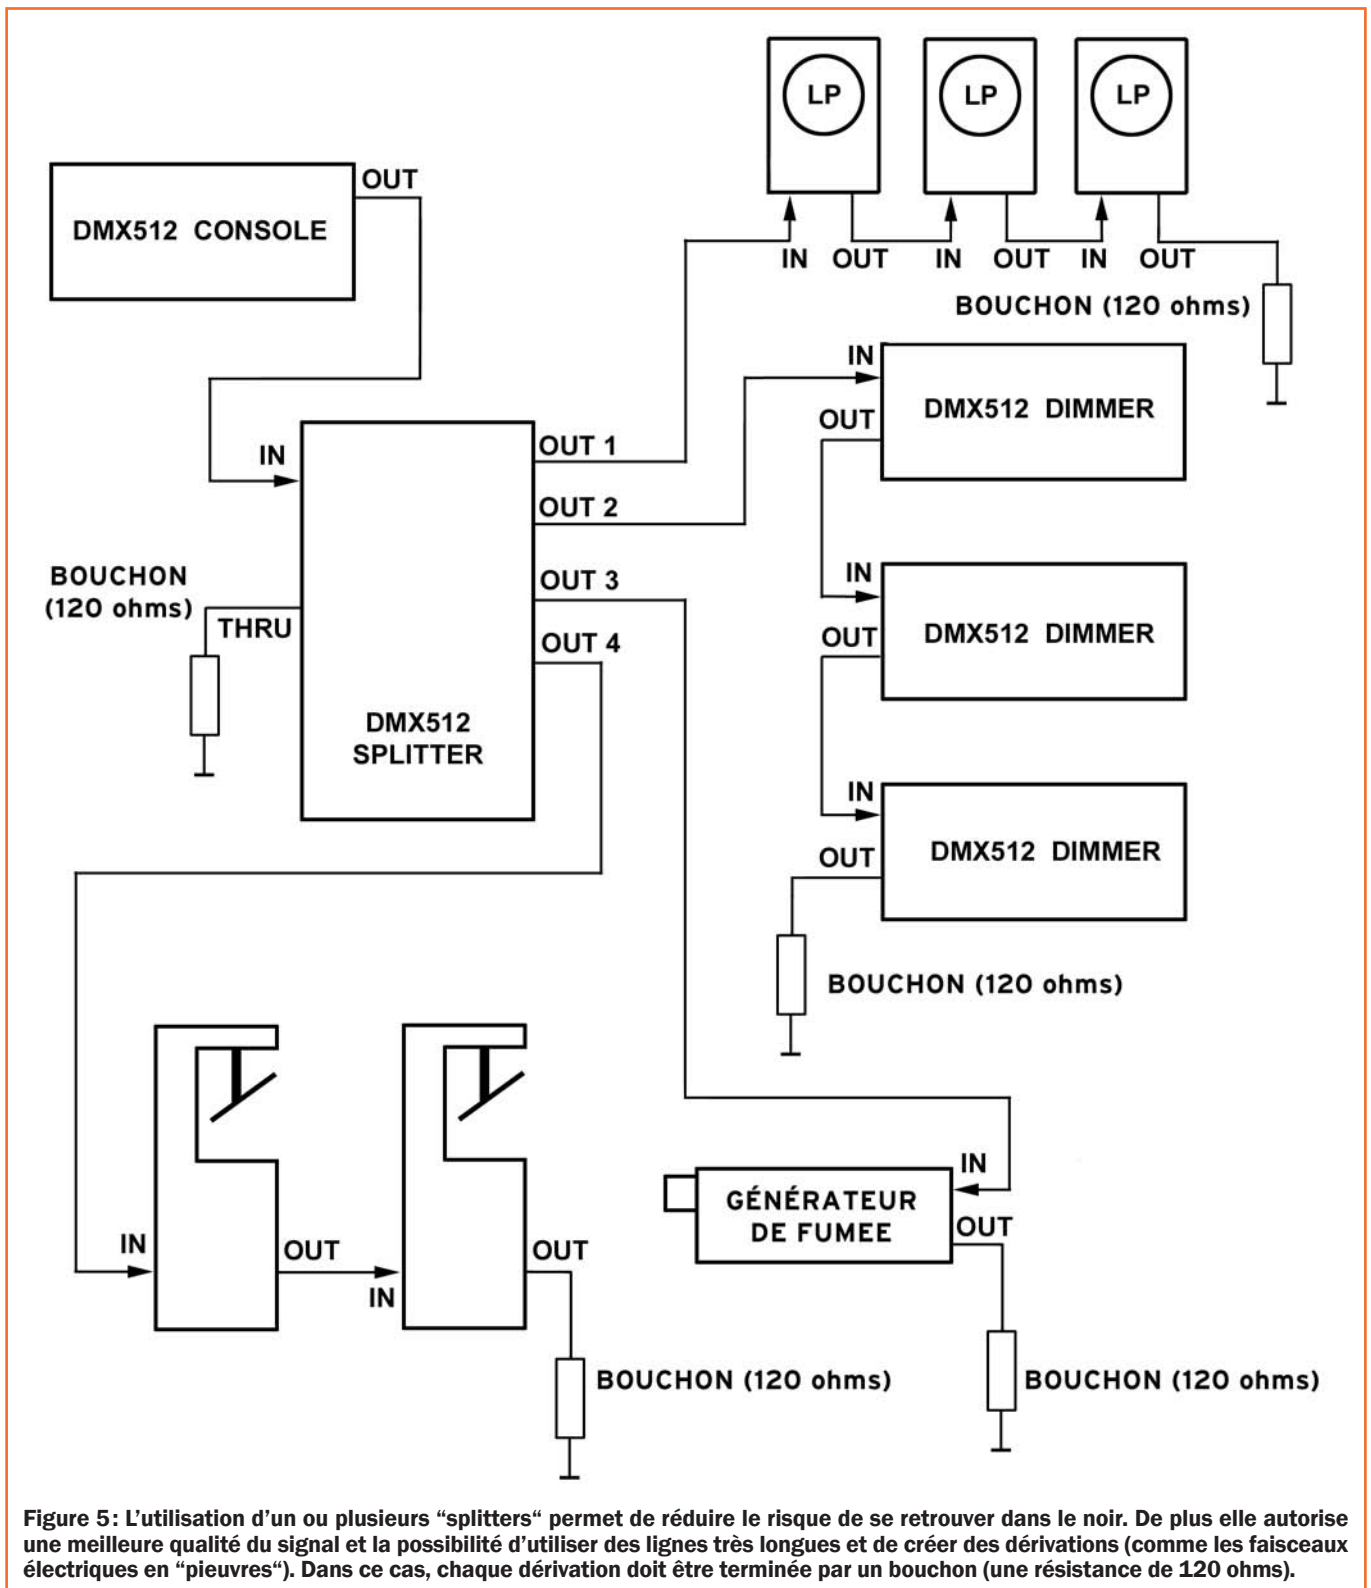 LP
LP
LP
OUT
DMX512 CONSOLE
IN
OUT
IN
OUT
IN
OUT
BOUCHON (120 ohms)
IN
DMX512 DIMMER
OUT
IN
OUT 1
OUT 2
BOUCHON
(120 ohms)
THRU
OUT 3
OUT 4
IN
DMX512 DIMMER
OUT
DMX512
SPLITTER
IN
DMX512 DIMMER
OUT
BOUCHON (120 ohms)
IN
GÉNÉRATEUR
DE FUMEE
OUT
IN
OUT
IN
OUT
BOUCHON (120 ohms)
BOUCHON (120 ohms)
Figure 5: L’utilisation d’un ou plusieurs “splitters“ permet de réduire le risque de se retrouver dans le noir. De plus elle autorise
une meilleure qualité du signal et la possibilité d’utiliser des lignes très longues et de créer des dérivations (comme les faisceaux
électriques en “pieuvres“). Dans ce cas, chaque dérivation doit être terminée par un bouchon (une résistance de 120 ohms).